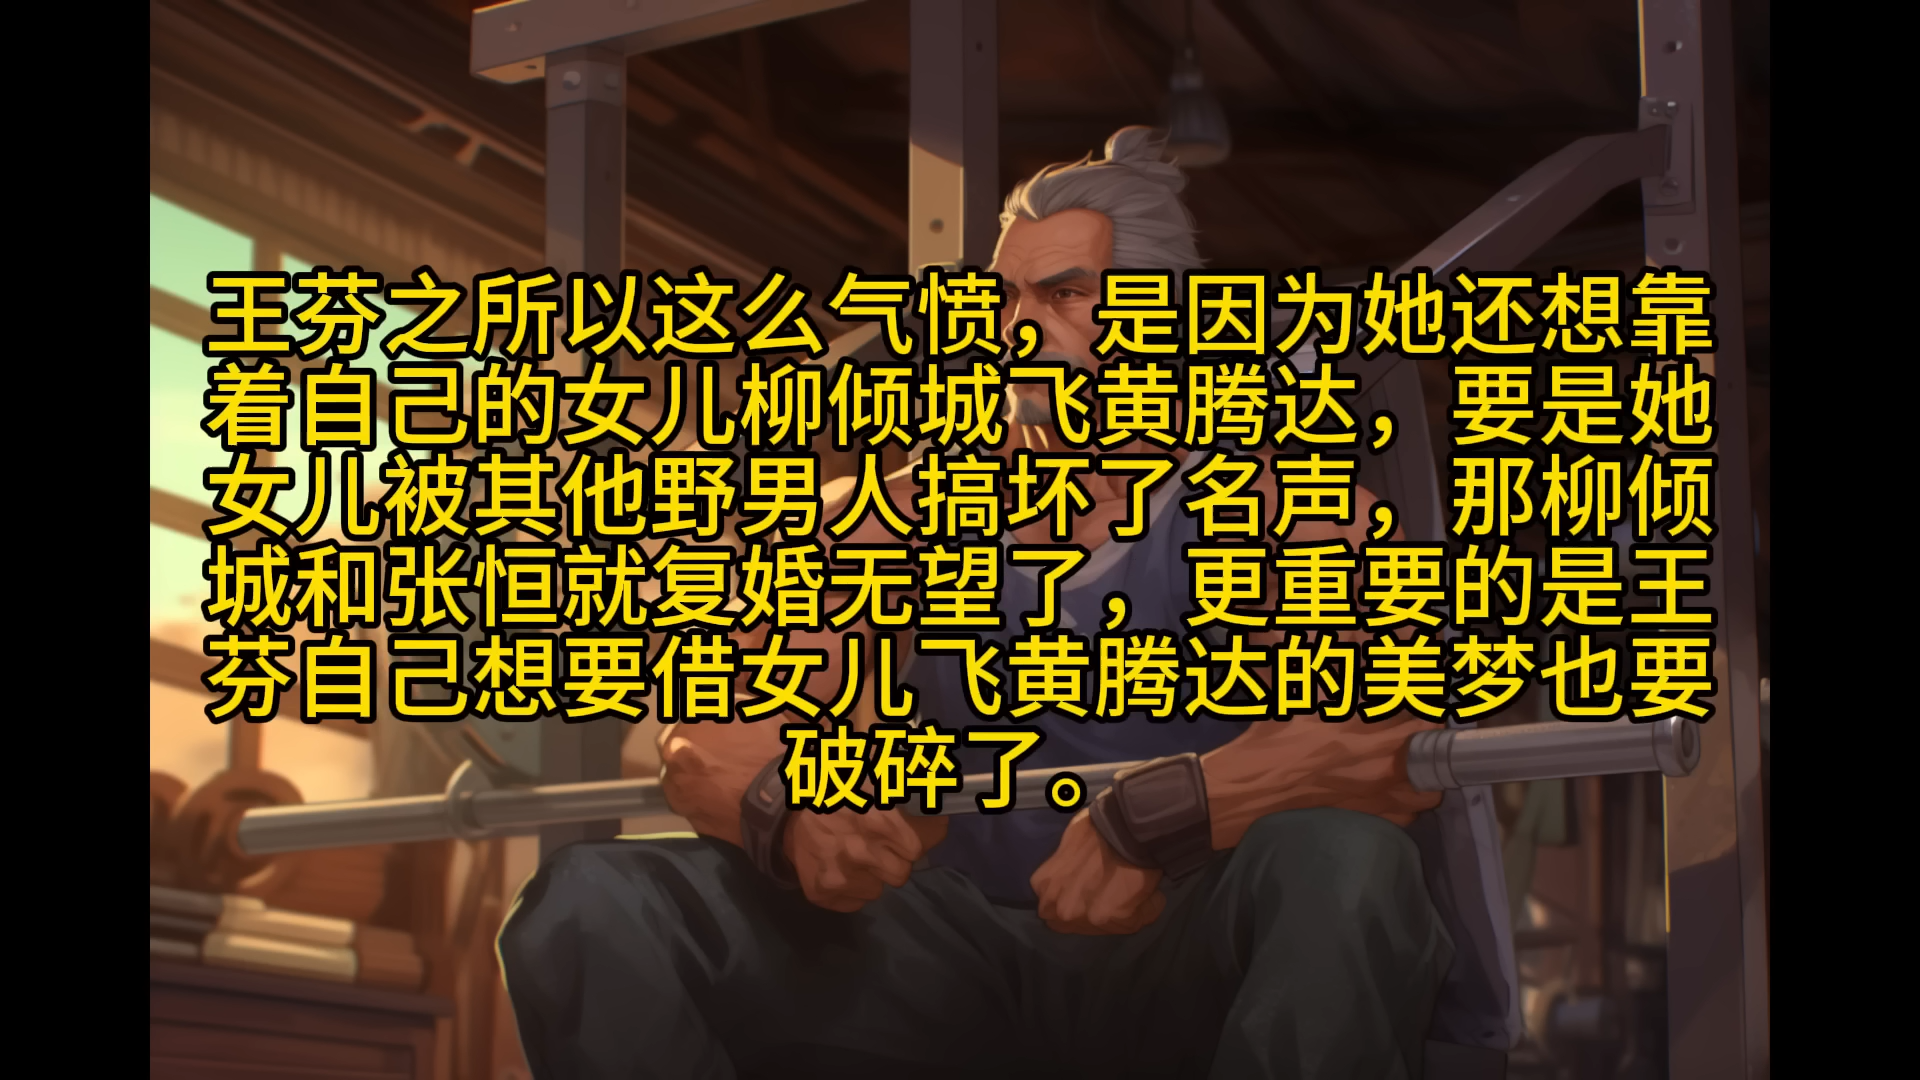 王芬之所以这么气愤，是因为她还想靠
着自己的女儿柳倾城飞黄腾达，要是她
女儿被其他野男人搞坏了名声，那柳倾
城和张恒就复婚无望了，更重要的是王
芬自己想要借女儿飞黄腾达的美梦也要
破碎了。